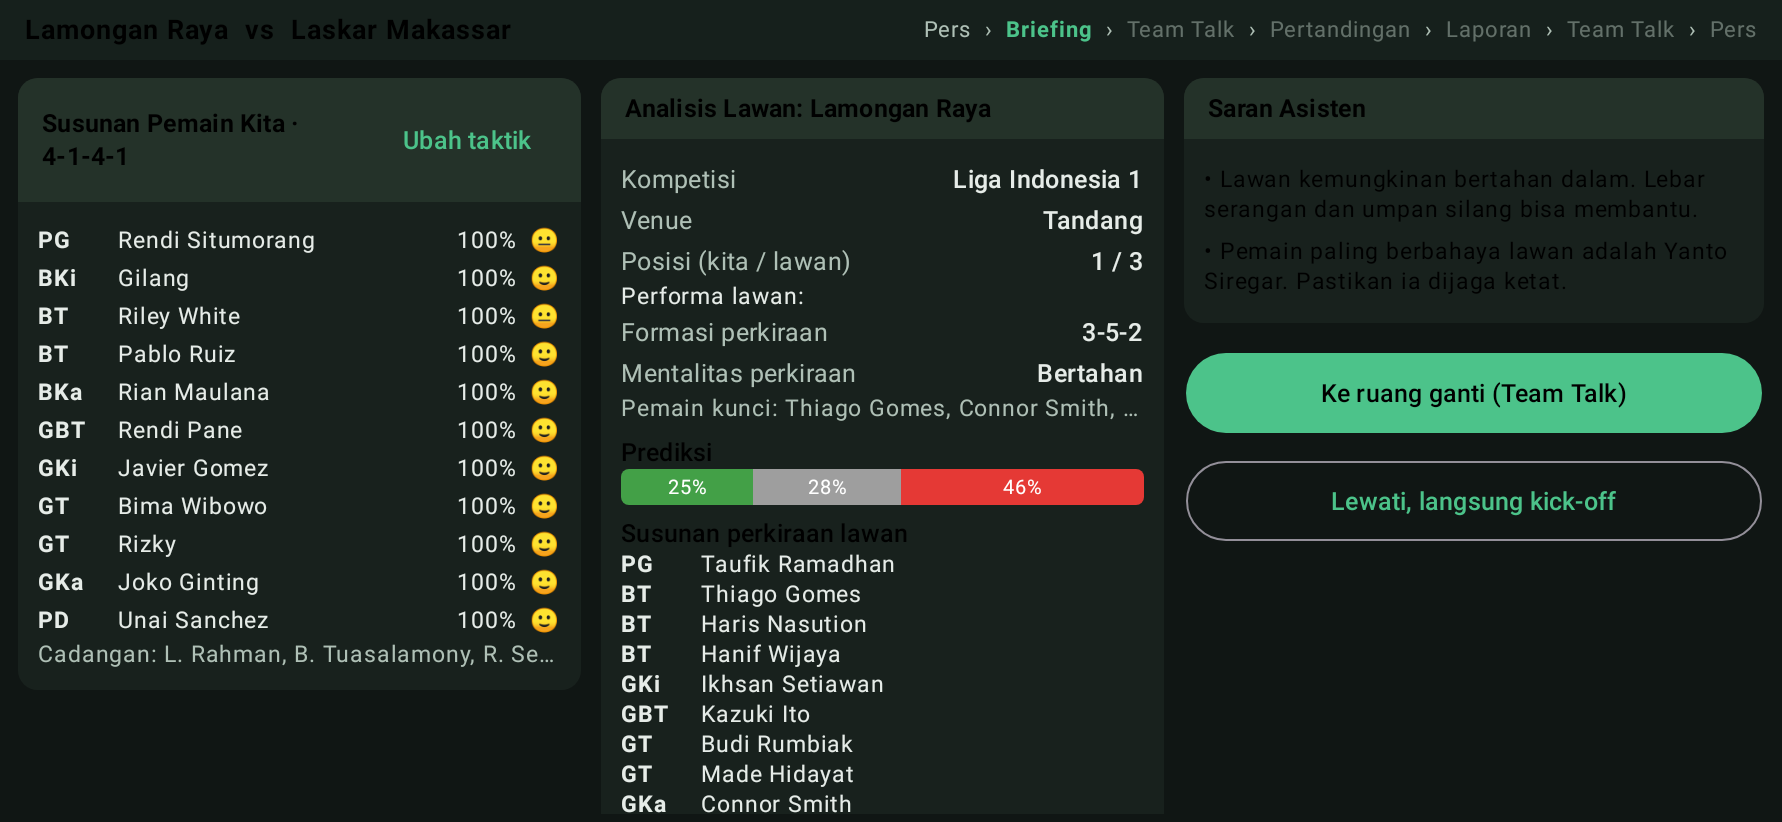 Lamongan Raya vs Laskar Makassar
Pers › Briefing › Team Talk › Pertandingan › Laporan › Team Talk › Pers
Susunan Pemain Kita ·
4-1-4-1
Ubah taktik
PG Rendi Situmorang 100%
BKi Gilang 100%
BT Riley White 100%
BT Pablo Ruiz 100%
BKa Rian Maulana 100%
GBT Rendi Pane 100%
GKi Javier Gomez 100%
GT Bima Wibowo 100%
GT Rizky 100%
GKa Joko Ginting 100%
PD Unai Sanchez 100%
Cadangan: L. Rahman, B. Tuasalamony, R. Se...
Analisis Lawan: Lamongan Raya
Kompetisi Liga Indonesia 1
Venue Tandang
Posisi (kita / lawan) 1 / 3
Performa lawan:
Formasi perkiraan 3-5-2
Mentalitas perkiraan Bertahan
Pemain kunci: Thiago Gomes, Connor Smith, ...
Prediksi
25% 28% 46%
Susunan perkiraan lawan
PG Taufik Ramadhan
BT Thiago Gomes
BT Haris Nasution
BT Hanif Wijaya
GKi Ikhsan Setiawan
GBT Kazuki Ito
GT Budi Rumbiak
GT Made Hidayat
GKa Connor Smith
Saran Asisten
• Lawan kemungkinan bertahan dalam. Lebar
serangan dan umpan silang bisa membantu.
• Pemain paling berbahaya lawan adalah Yanto
Siregar. Pastikan ia dijaga ketat.
Ke ruang ganti (Team Talk)
Lewati, langsung kick-off